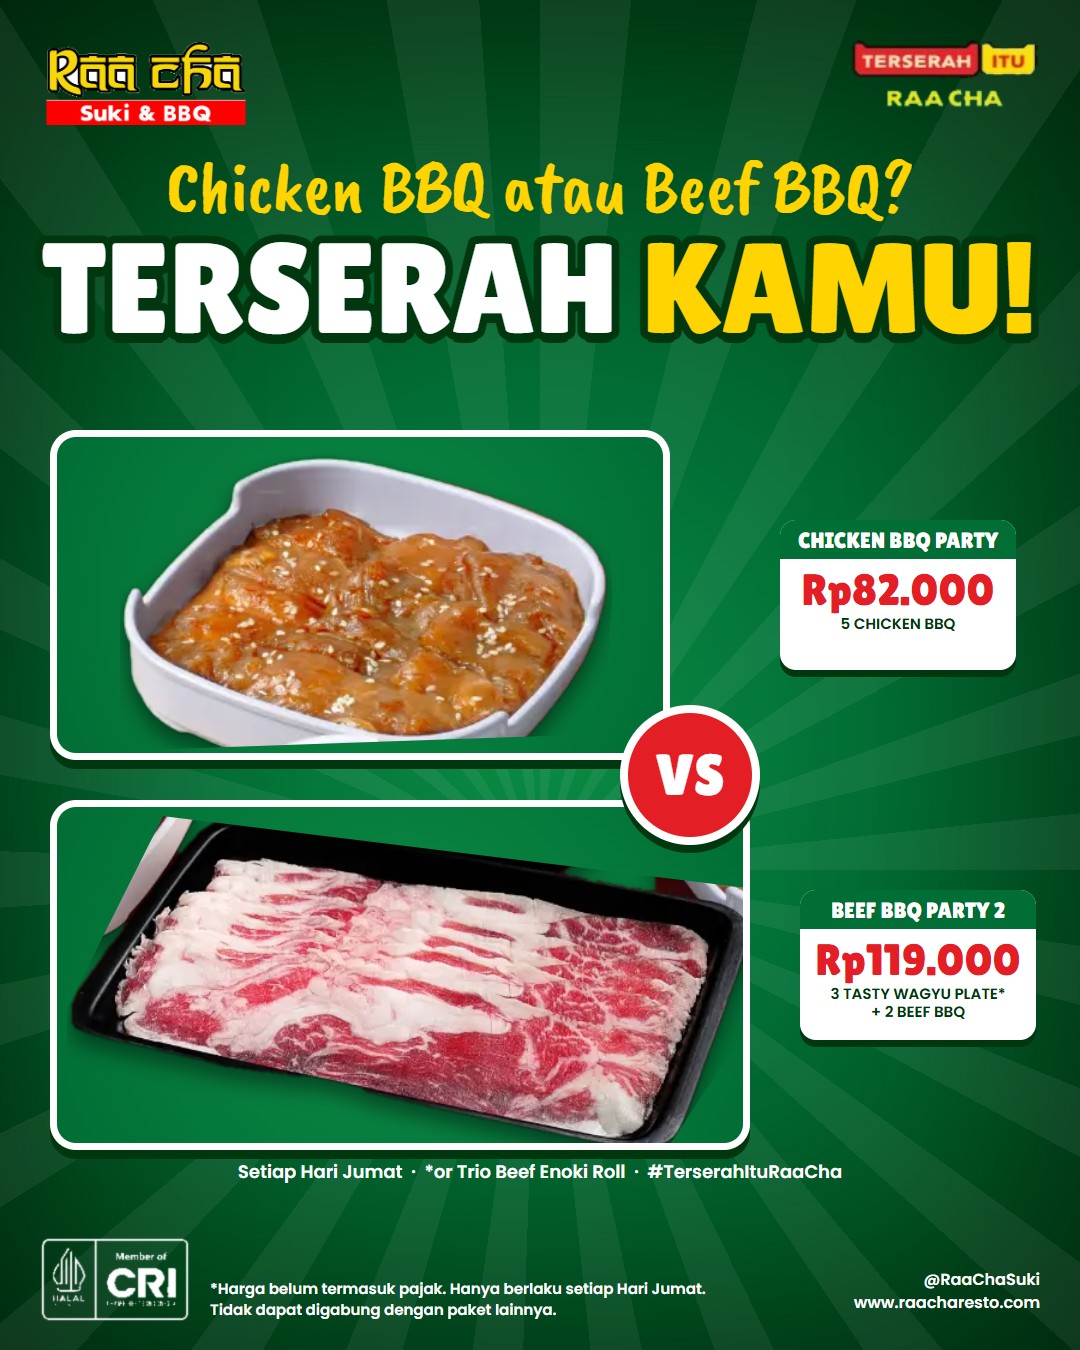 Raa cha
Suki & BBQ
TERSERAH ITU
RAA CHA
Chicken BBQ atau Beef BBQ?
TERSERAH KAMU!
CHICKEN BBQ PARTY
Rp82.000
5 CHICKEN BBQ
VS
BEEF BBQ PARTY 2
Rp119.000
3 TASTY WAGYU PLATE*
+ 2 BEEF BBQ
Setiap Hari Jumat · *or Trio Beef Enoki Roll · #TerserahItuRaaCha
HALAL
Member of
CRI
*Harga belum termasuk pajak. Hanya berlaku setiap Hari Jumat.
Tidak dapat digabung dengan paket lainnya.
@RaaChaSuki
www.raacharesto.com